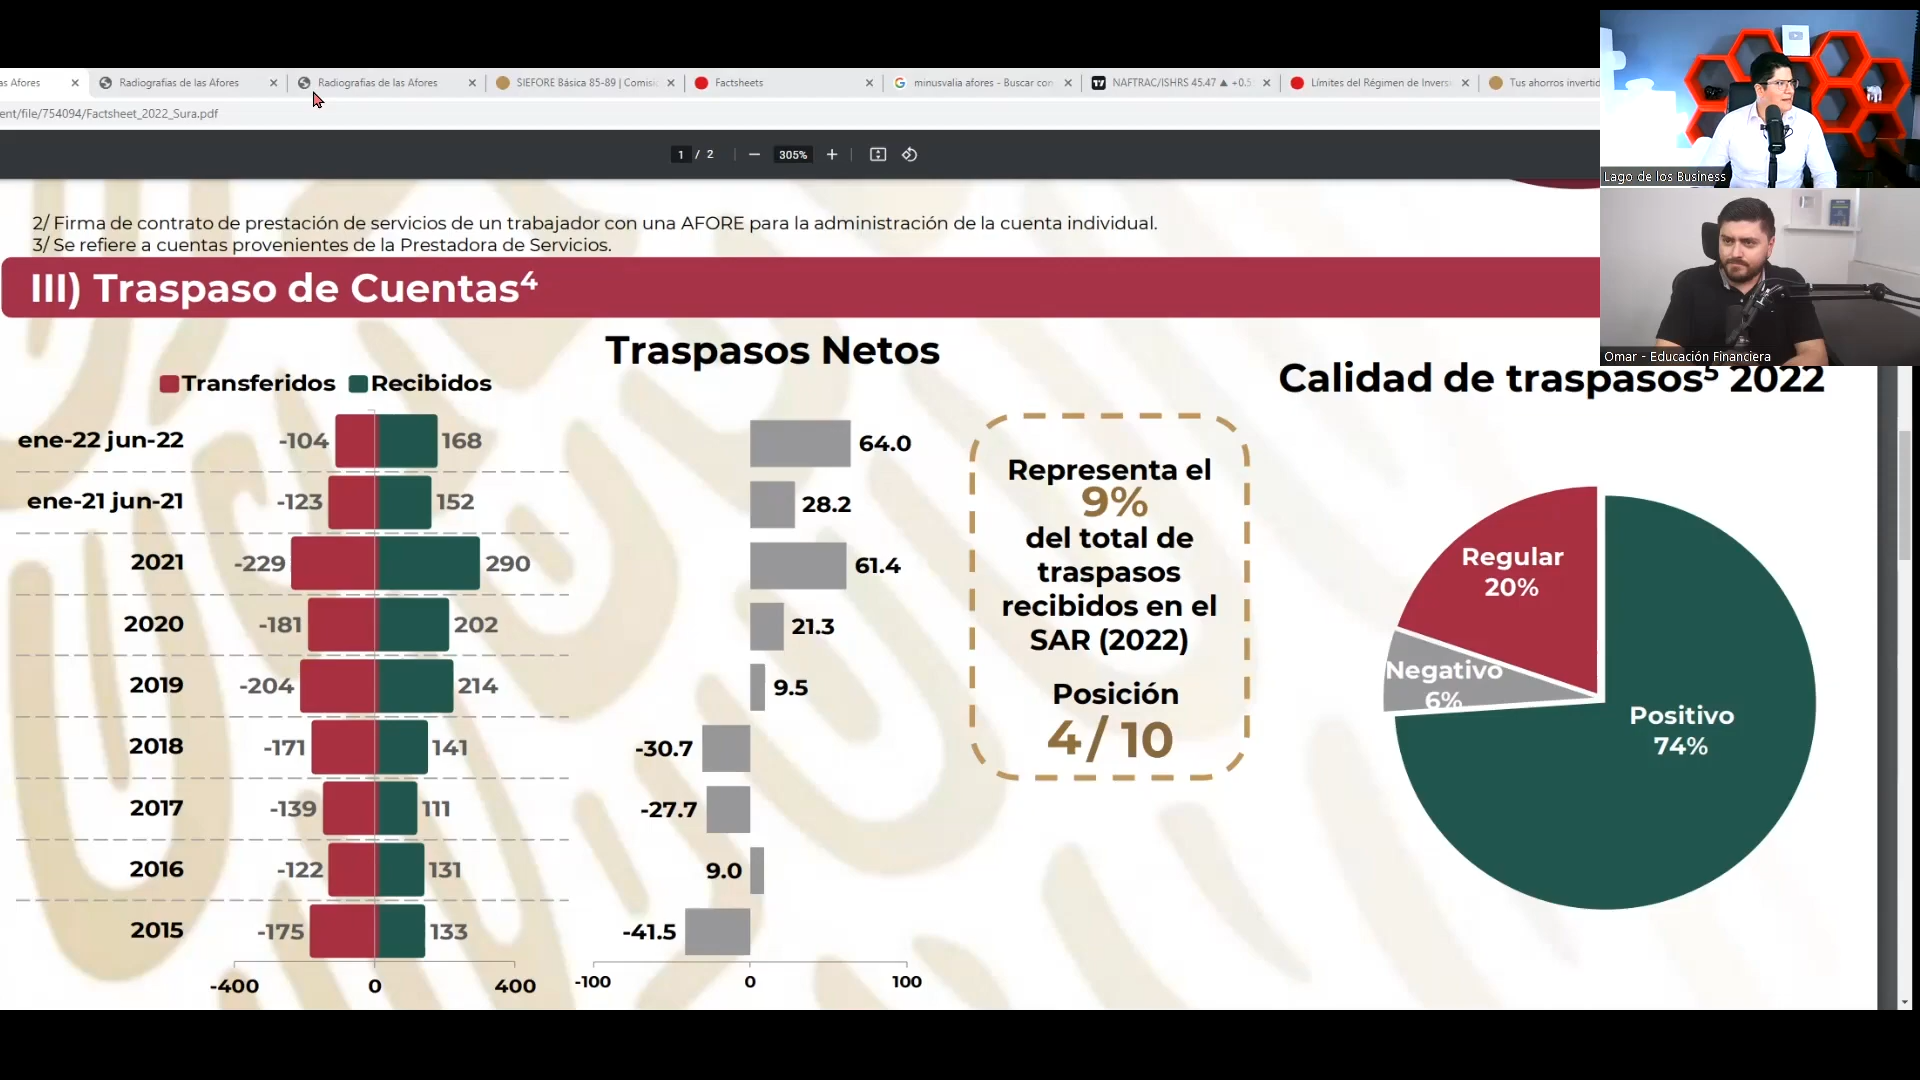 as Afores
Radiografias de las Afores
Radiografias de las Afores
SIEFORE Básica 85-89 | Comisi
Factsheets
minusvalia afores - Buscar con
NAFTRAC/ISHRS 45.47 ▲ +0.5
Límites del Régimen de Invers
Tus ahorros invertid
ent/file/754094/Factsheet_2022_Sura.pdf
1 / 2
305%
Lago de los Business
Omar - Educación Financiera
2/ Firma de contrato de prestación de servicios de un trabajador con una AFORE para la administración de la cuenta individual.
3/ Se refiere a cuentas provenientes de la Prestadora de Servicios.
III) Traspaso de Cuentas⁴
Transferidos Recibidos
ene-22 jun-22 -104 168
ene-21 jun-21 -123 152
2021 -229 290
2020 -181 202
2019 -204 214
2018 -171 141
2017 -139 111
2016 -122 131
2015 -175 133
-400 0 400
Traspasos Netos
64.0
28.2
61.4
21.3
9.5
-30.7
-27.7
9.0
-41.5
-100 0 100
Representa el
9%
del total de
traspasos
recibidos en el
SAR (2022)
Posición
4/ 10
Calidad de traspasos⁵ 2022
Regular
20%
Negativo
6%
Positivo
74%